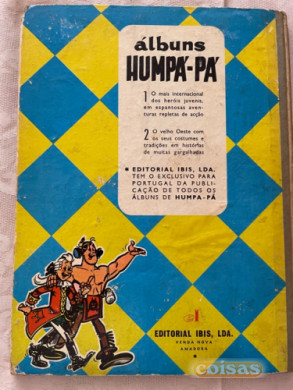 álbuns
HUMPÁ-PÁ
1 O mais internacional
dos heróis juvenis,
em espantosas aven-
turas repletas de acção
2 O velho Oeste com
os seus costumes e
tradições em histórias
de muitas gargalhadas
• EDITORIAL IBIS, LDA.
TEM O EXCLUSIVO PARA
PORTUGAL DA PUBLI-
CAÇÃO DE TODOS OS
ÁLBUNS DE HUMPA-PÁ
EDITORIAL IBIS, LDA.
VENDA NOVA
AMADORA
coisas